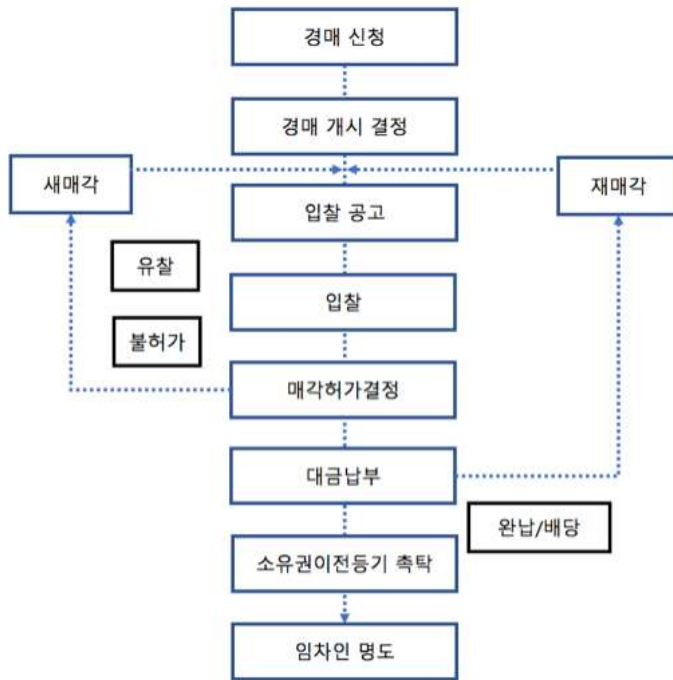 경매 신청
경매 개시 결정
새매각
재매각
입찰 공고
유찰
입찰
불허가
매각허가결정
대금납부
완납/배당
소유권이전등기 촉탁
임차인 명도